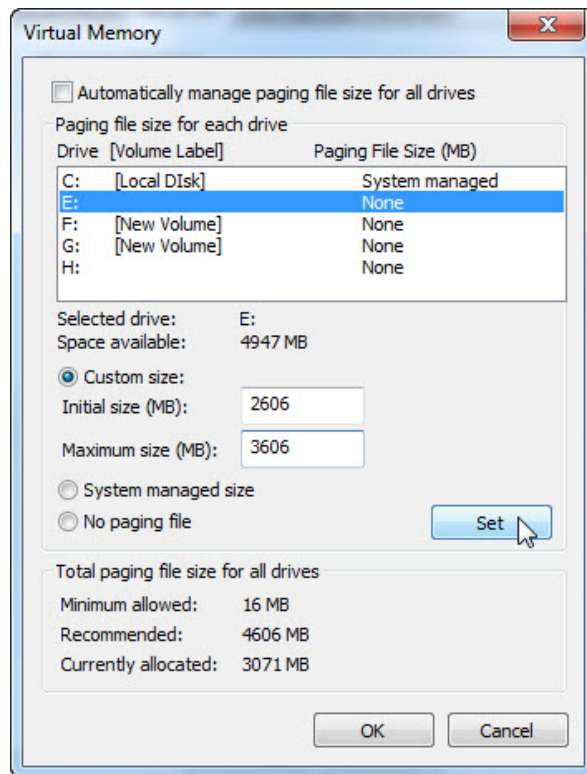 Virtual Memory
Automatically manage paging file size for all drives
Paging file size for each drive
Drive [Volume Label] Paging File Size (MB)
C: [Local DIsk] System managed
E: None
F: [New Volume] None
G: [New Volume] None
H: None
Selected drive: E:
Space available: 4947 MB
Custom size:
Initial size (MB): 2606
Maximum size (MB): 3606
System managed size
No paging file Set
Total paging file size for all drives
Minimum allowed: 16 MB
Recommended: 4606 MB
Currently allocated: 3071 MB
OK Cancel